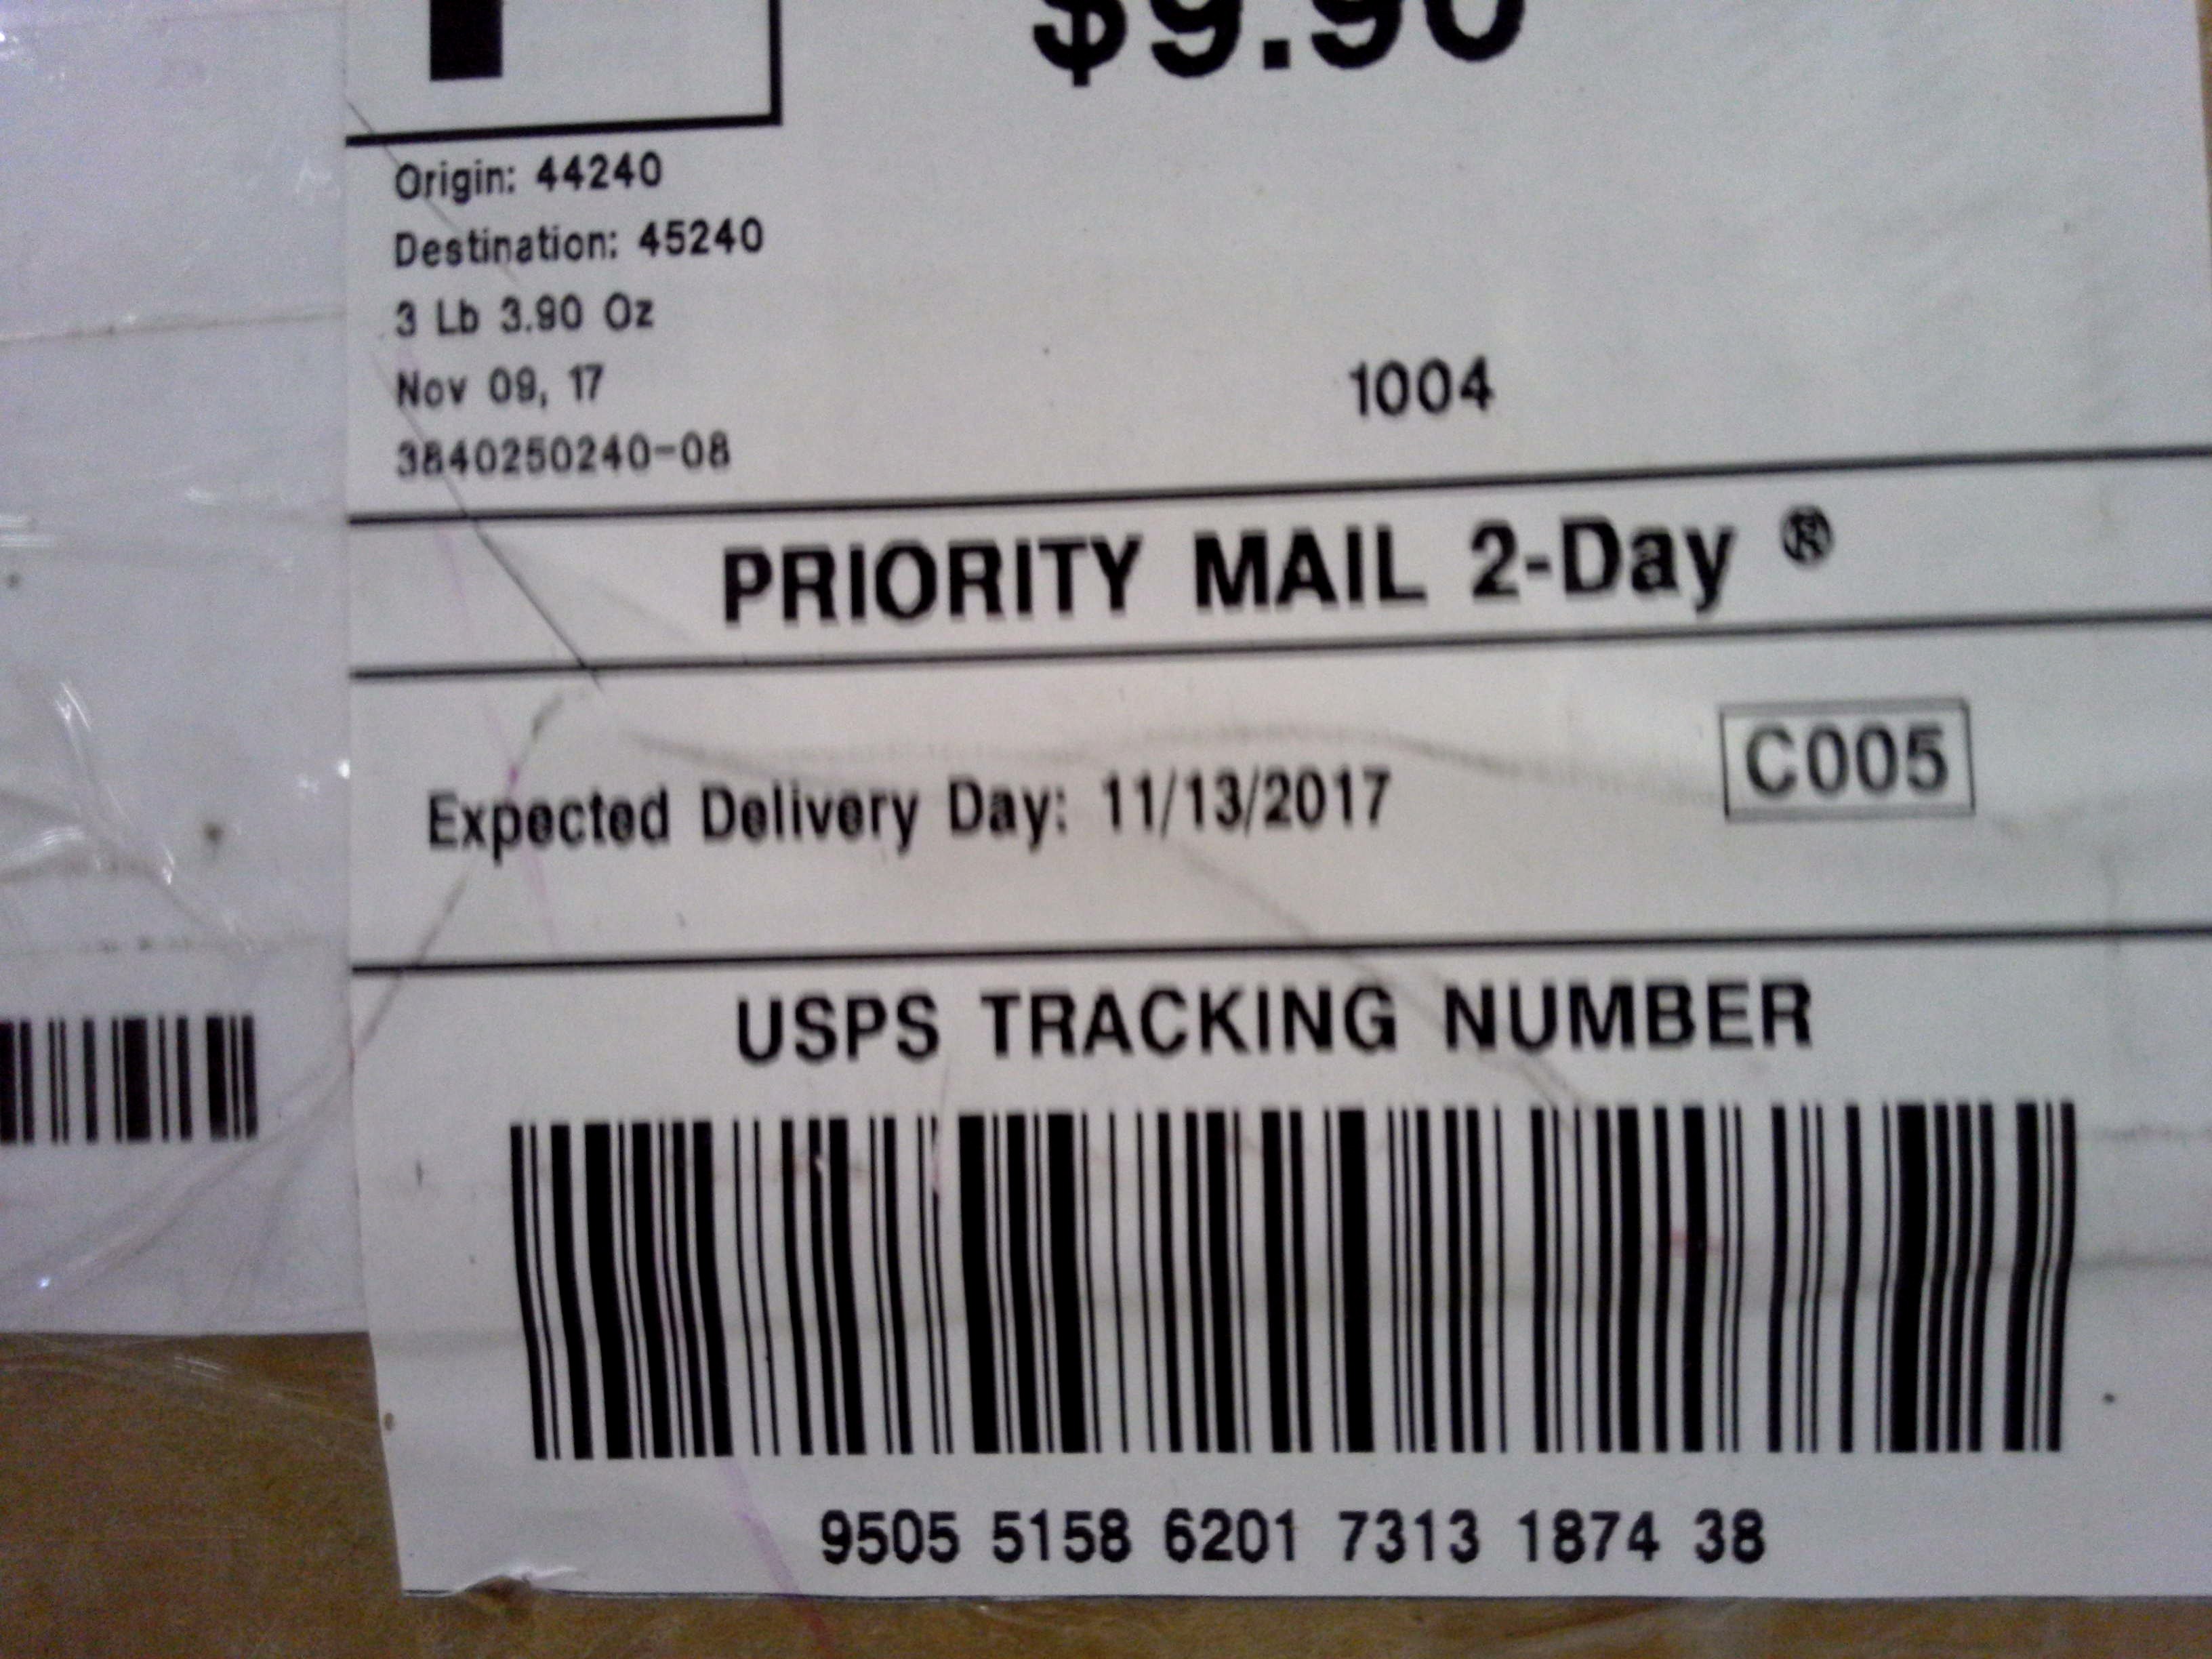 $9.90
Origin: 44240
Destination: 45240
3 Lb 3.90 Oz
Nov 09, 17
3840250240-08
1004
PRIORITY MAIL 2-Day ®
Expected Delivery Day: 11/13/2017
C005
USPS TRACKING NUMBER
9505 5158 6201 7313 1874 38